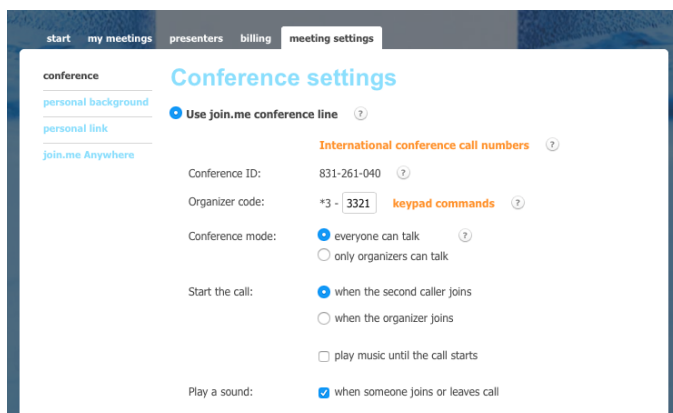 start my meetings presenters billing meeting settings
conference
personal background
personal link
join.me Anywhere
Conference settings
Use join.me conference line ?
International conference call numbers ?
Conference ID: 831-261-040 ?
Organizer code: *3 - 3321 keypad commands ?
Conference mode: everyone can talk ?
only organizers can talk
Start the call: when the second caller joins
when the organizer joins
play music until the call starts
Play a sound: when someone joins or leaves call